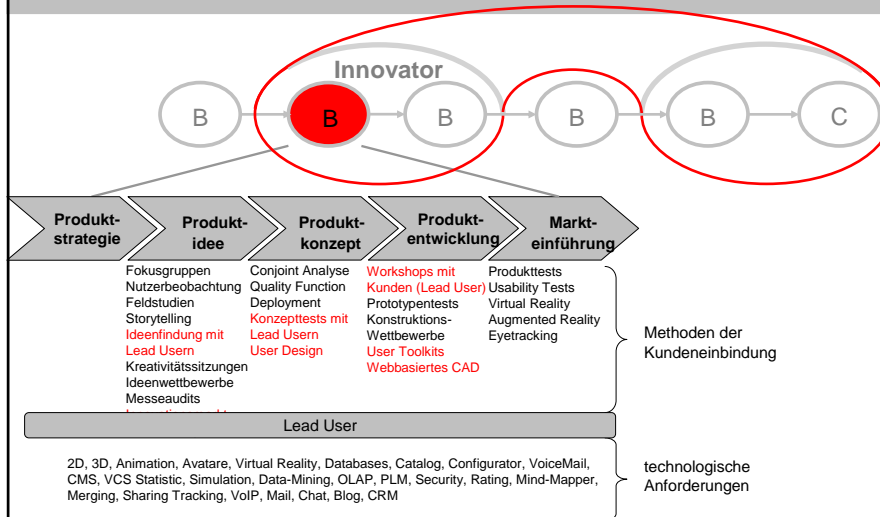 Innovator
B
B
B
B
B
C
Produkt-
strategie
Produkt-
idee
Produkt-
konzept
Produkt-
entwicklung
Markt-
einführung
Fokusgruppen
Nutzerbeobachtung
Feldstudien
Storytelling
Ideenfindung mit
Lead Usern
Kreativitätssitzungen
Ideenwettbewerbe
Messeaudits
Conjoint Analyse
Quality Function
Deployment
Konzepttests mit
Lead Usern
User Design
Workshops mit
Kunden (Lead User)
Prototypentests
Konstruktions-
Wettbewerbe
User Toolkits
Webbasiertes CAD
Produkttests
Usability Tests
Virtual Reality
Augmented Reality
Eyetracking
Methoden der
Kundeneinbindung
Lead User
2D, 3D, Animation, Avatare, Virtual Reality, Databases, Catalog, Configurator, VoiceMail,
CMS, VCS Statistic, Simulation, Data-Mining, OLAP, PLM, Security, Rating, Mind-Mapper,
Merging, Sharing Tracking, VoIP, Mail, Chat, Blog, CRM
technologische
Anforderungen